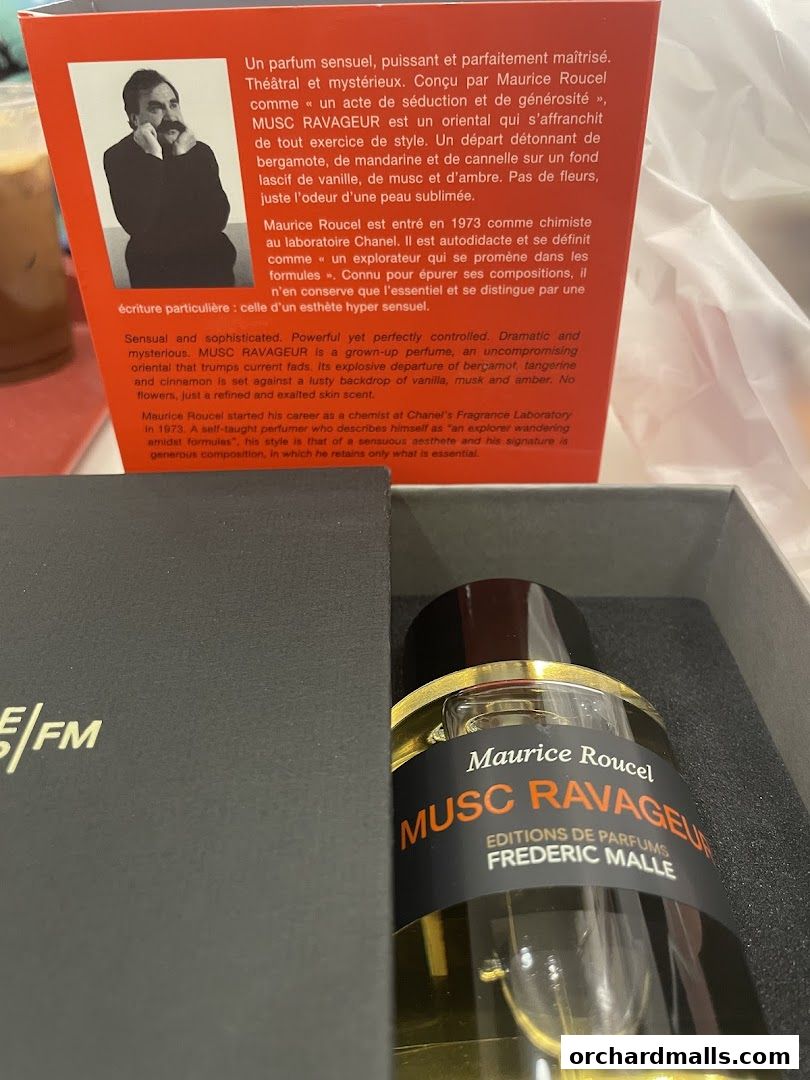 Un parfum sensuel, puissant et parfaitement maîtrisé.
Théâtral et mystérieux. Conçu par Maurice Roucel
comme « un acte de séduction et de générosité »,
MUSC RAVAGEUR est un oriental qui s'affranchit
de tout exercice de style. Un départ détonnant de
bergamote, de mandarine et de cannelle sur un fond
lascif de vanille, de musc et d'ambre. Pas de fleurs,
juste l'odeur d'une peau sublimée.
Maurice Roucel est entré en 1973 comme chimiste
au laboratoire Chanel. Il est autodidacte et se définit
comme « un explorateur qui se promène dans les
formules ». Connu pour épurer ses compositions, il
n'en conserve que l'essentiel et se distingue par une
écriture particulière : celle d'un esthète hyper sensuel.
Sensual and sophisticated. Powerful yet perfectly controlled. Dramatic and
mysterious. MUSC RAVAGEUR is a grown-up perfume, an uncompromising
oriental that trumps current fads. Its explosive departure of bergamot, tangerine
and cinnamon is set against a lusty backdrop of vanilla, musk and amber. No
flowers, just a refined and exalted skin scent.
Maurice Roucel started his career as a chemist at Chanel's Fragrance Laboratory
in 1973. A self-taught perfumer who describes himself as "an explorer wandering
amidst formulas", his style is that of a sensuous aesthete and his signature is
generous composition, in which he retains only what is essential.
E/FM
Maurice Roucel
MUSC RAVAGEUR
EDITIONS DE PARFUMS
FREDERIC MALLE
orchardmalls.com